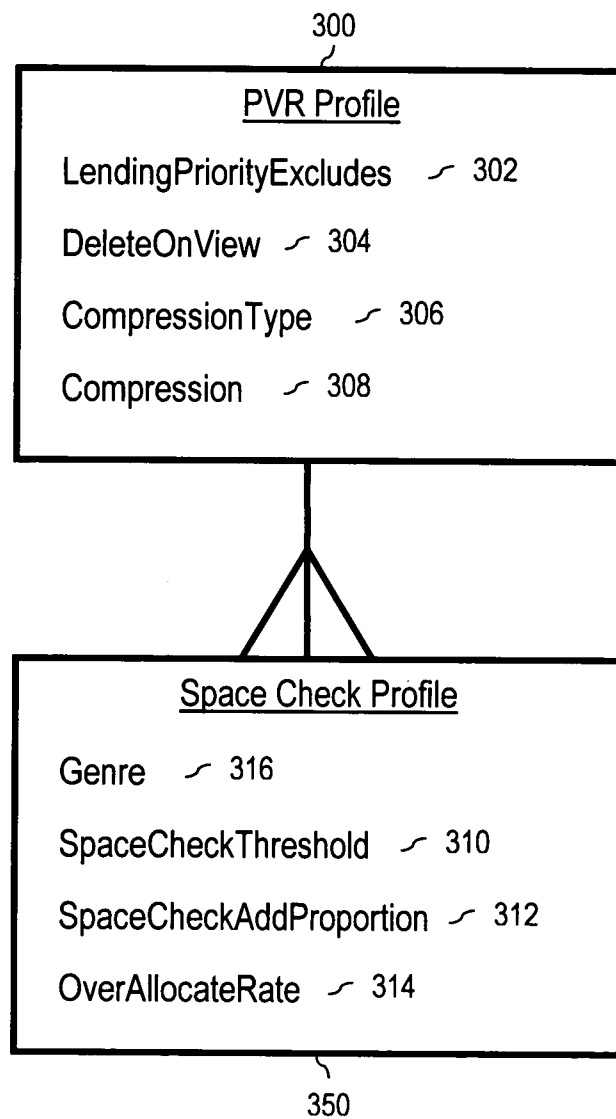 300
PVR Profile
LendingPriorityExcludes 302
DeleteOnView 304
CompressionType 306
Compression 308
Space Check Profile
Genre 316
SpaceCheckThreshold 310
SpaceCheckAddProportion 312
OverAllocateRate 314
350